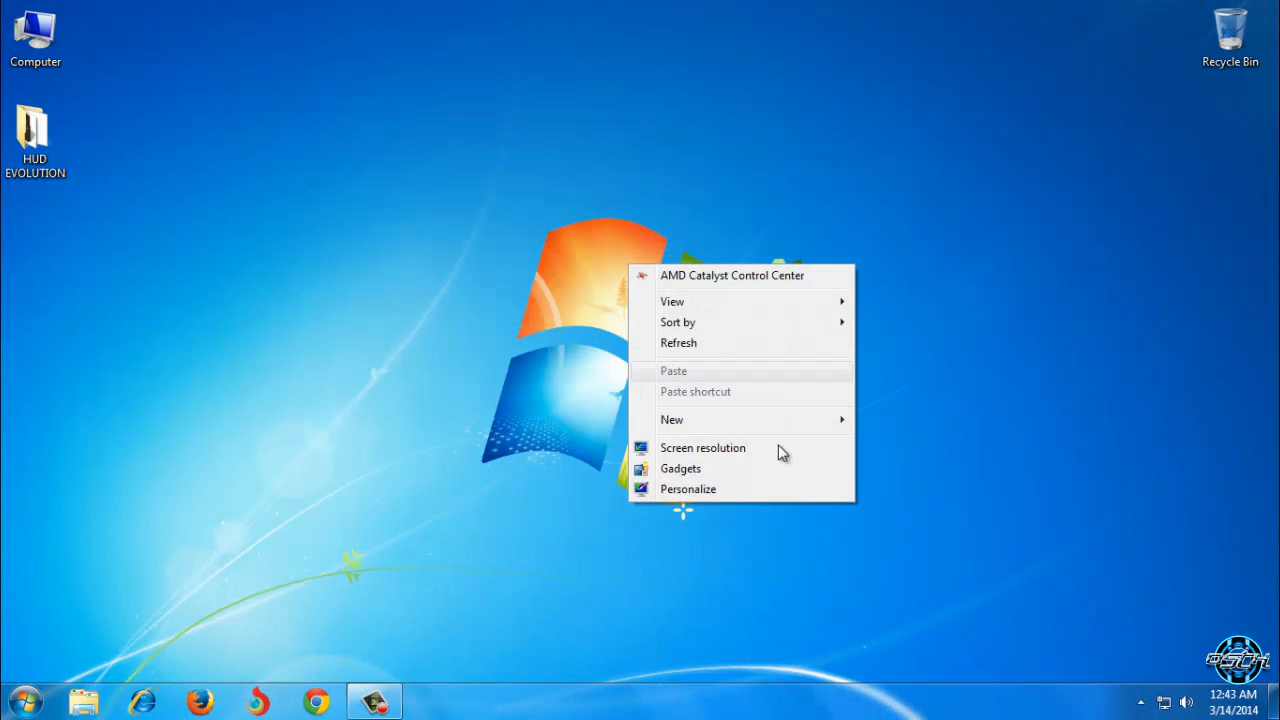 Computer
Recycle Bin
HUD
EVOLUTION
AMD Catalyst Control Center
View
Sort by
Refresh
Paste
Paste shortcut
New
Screen resolution
Gadgets
Personalize
12:43 AM
3/14/2014